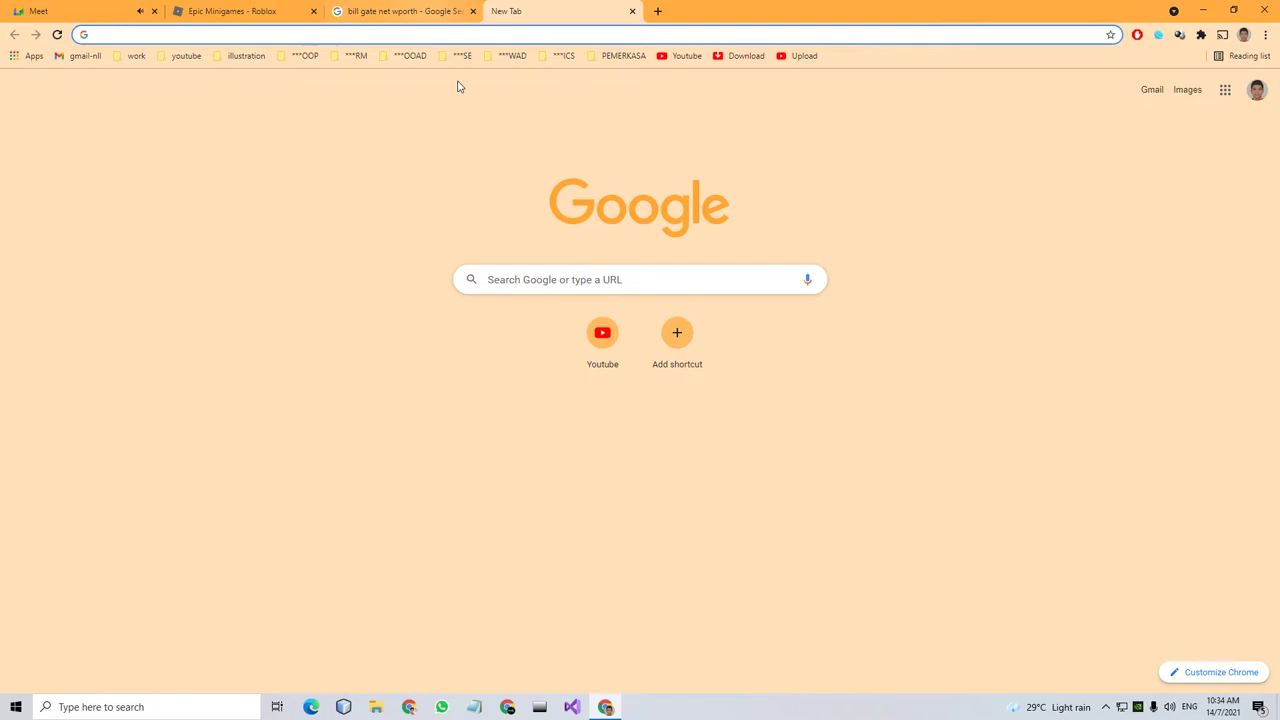 Meet
Epic Minigames - Roblox
bill gate net wporth - Google Se
New Tab
Apps gmail-nll work youtube illustration ***OOP ***RM ***OOAD ***SE ***WAD ***ICS PEMERKASA Youtube Download Upload Reading list
Gmail Images
Google
Search Google or type a URL
Youtube Add shortcut
Customize Chrome
Type here to search
29°C Light rain
ENG
10:34 AM
14/7/2021